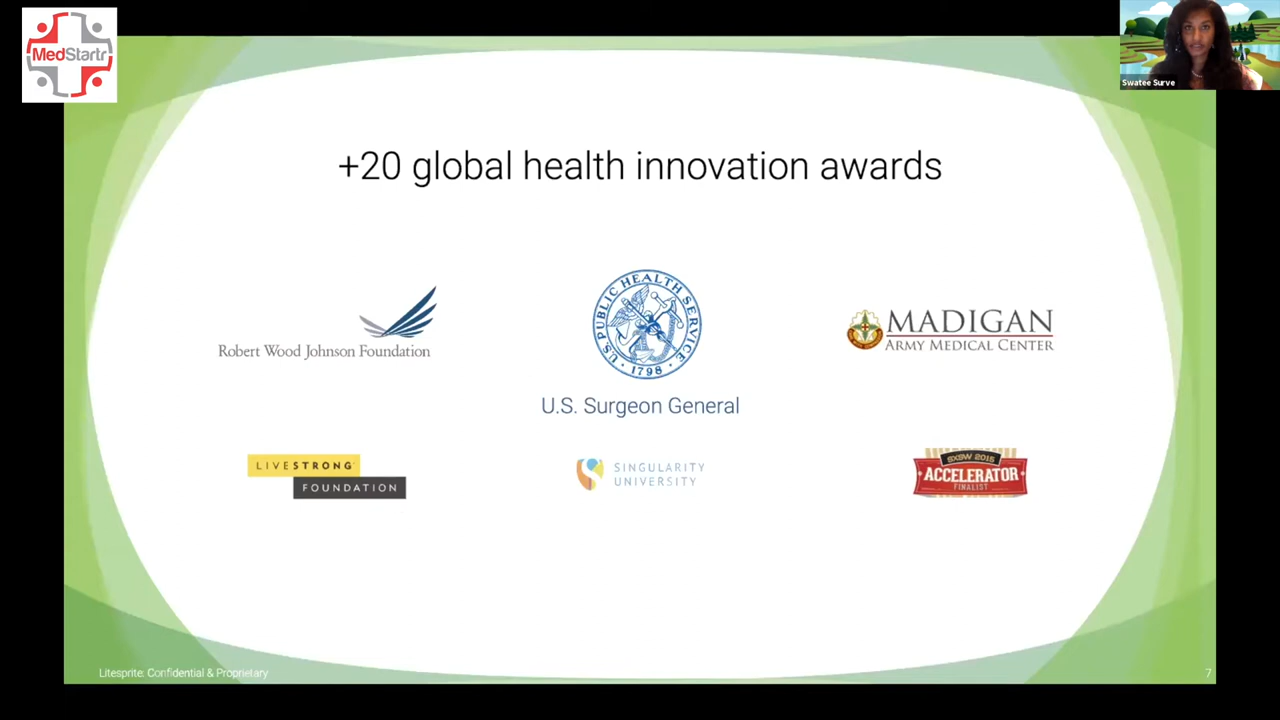 MedStartr
Swatee Surve
+20 global health innovation awards
Robert Wood Johnson Foundation
US PUBLIC HEALTH SERVICE
1798
U.S. Surgeon General
MADIGAN
ARMY MEDICAL CENTER
LIVESTRONG
FOUNDATION
SINGULARITY
UNIVERSITY
SXSW 2015
ACCELERATOR
FINALIST
Litesprite: Confidential & Proprietary
7